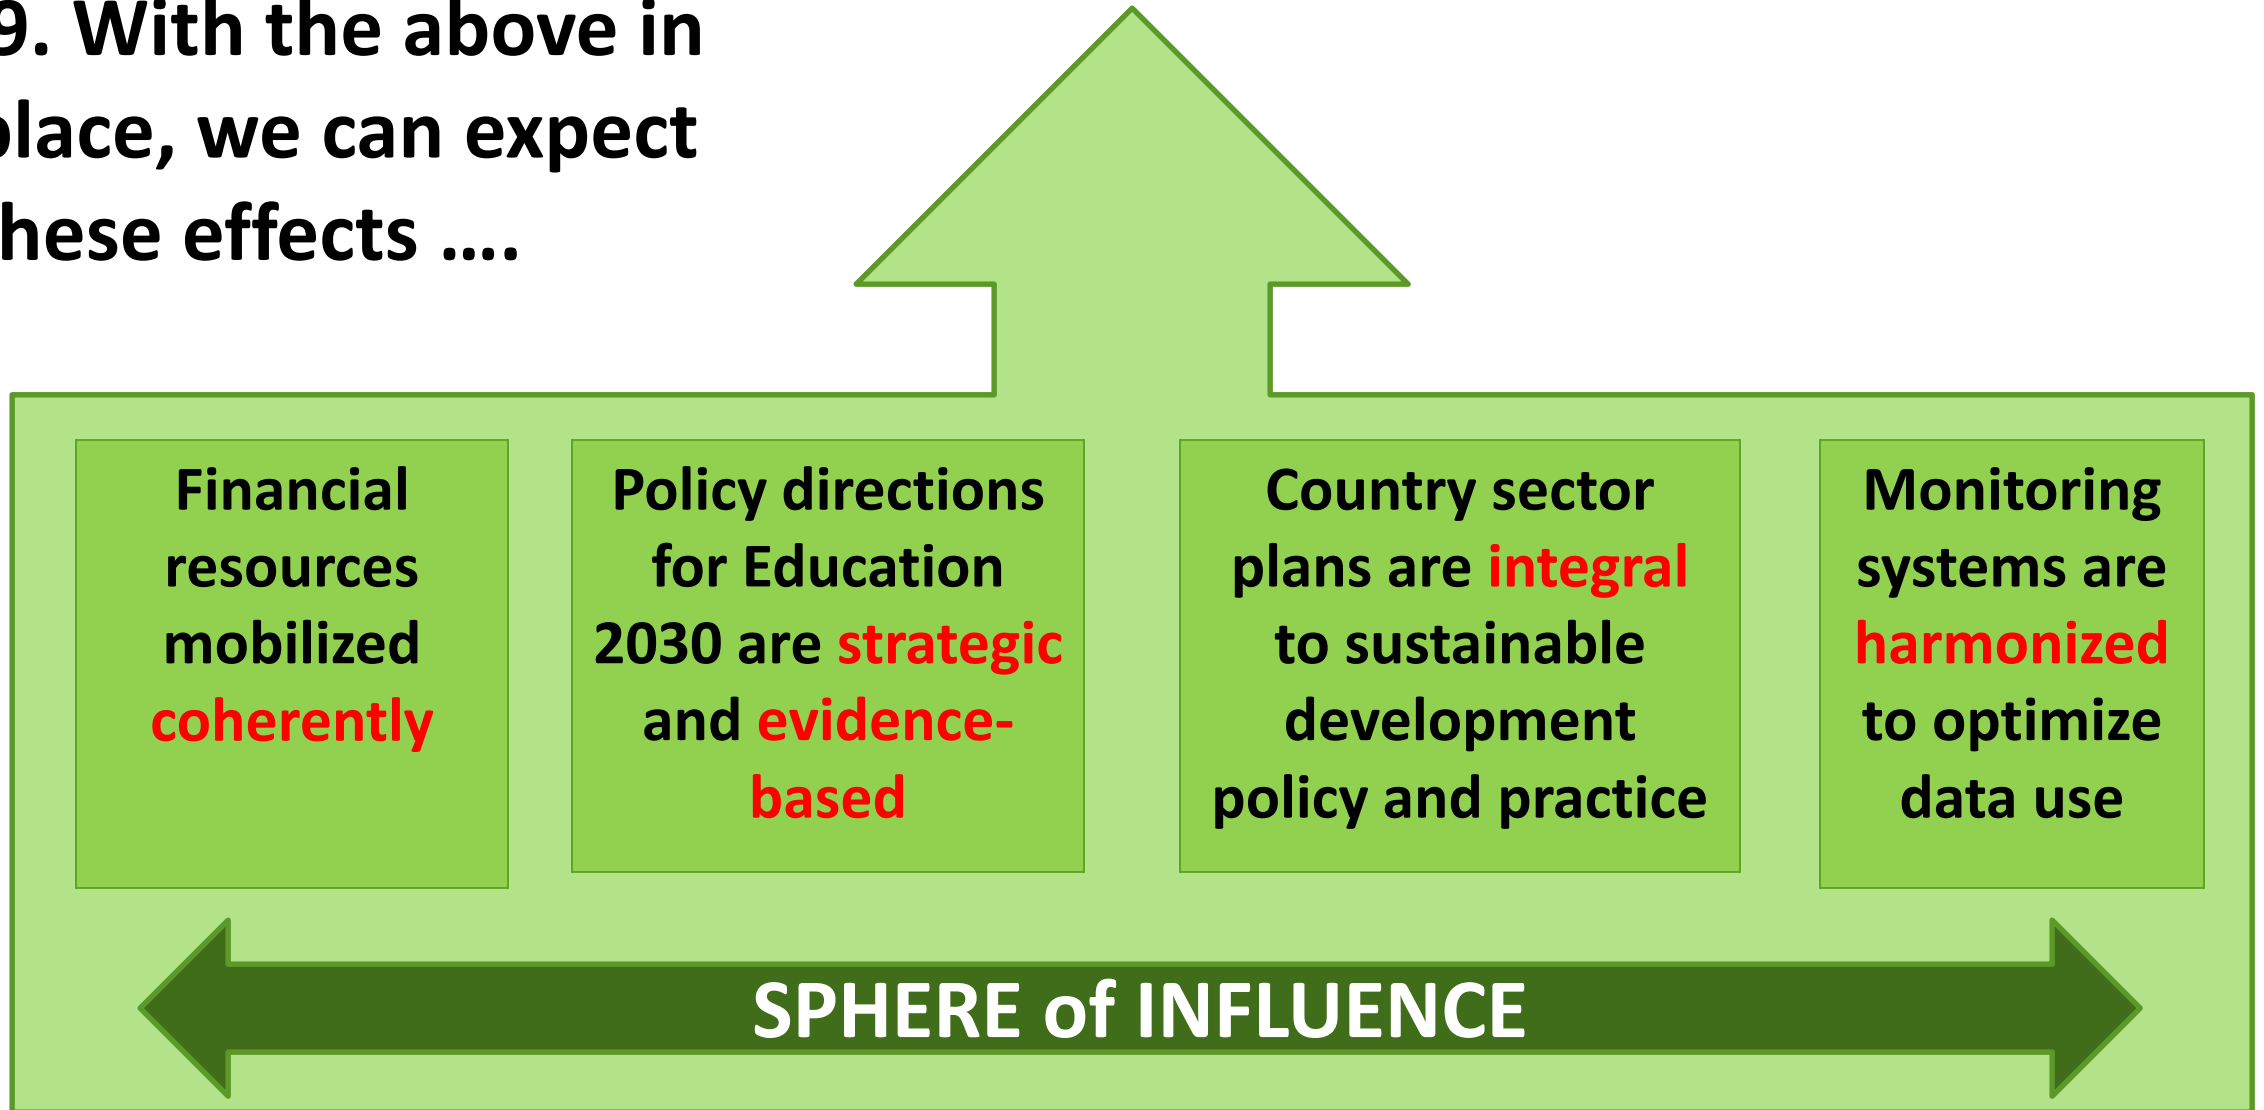 9. With the above in
place, we can expect
these effects ....
Financial
resources
mobilized
coherently
Policy directions
for Education
2030 are strategic
and evidence-
based
Country sector
plans are integral
to sustainable
development
policy and practice
Monitoring
systems are
harmonized
to optimize
data use
SPHERE of INFLUENCE